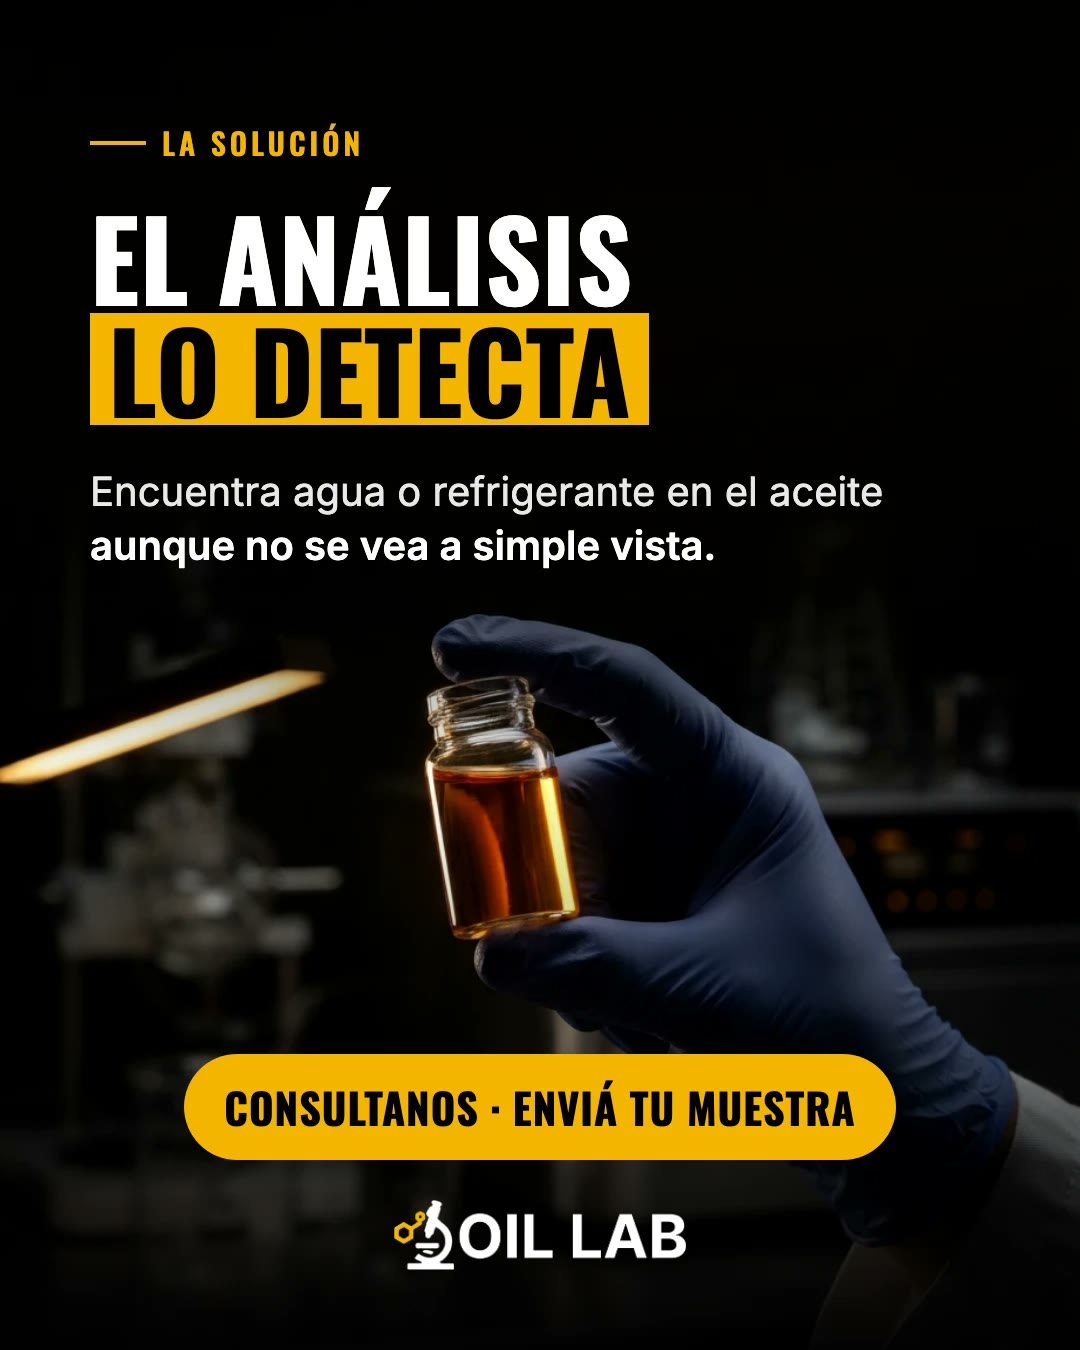 LA SOLUCIÓN
EL ANÁLISIS
LO DETECTA
Encuentra agua o refrigerante en el aceite
aunque no se vea a simple vista.
CONSULTANOS · ENVIÁ TU MUESTRA
OIL LAB